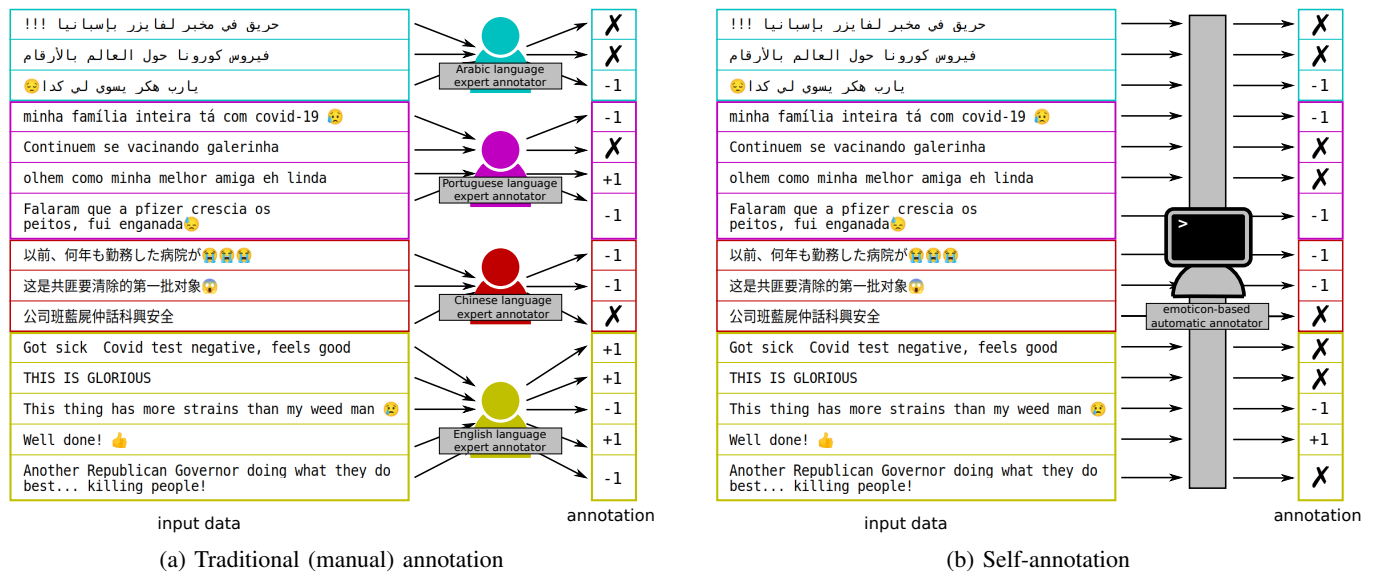 حريق في مخبر لفايزر بإسبانيا !!!
✗
فيروس كورونا حول العالم بالأرقام
✗
يارب هكر يسوي لي كدا😔
-1
Arabic language
expert annotator
minha família inteira tá com covid-19 😥
-1
Continuem se vacinando galerinha
✗
olhem como minha melhor amiga eh linda
+1
Falaram que a pfizer crescia os
peitos, fui enganada😓
-1
Portuguese language
expert annotator
以前、何年も勤務した病院が😭😭😭
-1
这是共匪要清除的第一批对象😱
-1
公司班藍屍仲話科興安全
✗
Chinese language
expert annotator
Got sick  Covid test negative, feels good
+1
THIS IS GLORIOUS
+1
This thing has more strains than my weed man 😢
-1
Well done! 👍
+1
Another Republican Governor doing what they do
best... killing people!
-1
English language
expert annotator
input data
annotation
(a) Traditional (manual) annotation
حريق في مخبر لفايزر بإسبانيا !!!
✗
فيروس كورونا حول العالم بالأرقام
✗
يارب هكر يسوي لي كدا😔
-1
minha família inteira tá com covid-19 😥
-1
Continuem se vacinando galerinha
✗
olhem como minha melhor amiga eh linda
✗
Falaram que a pfizer crescia os
peitos, fui enganada😓
-1
>
以前、何年も勤務した病院が😭😭😭
-1
这是共匪要清除的第一批对象😱
-1
公司班藍屍仲話科興安全
✗
emoticon-based
automatic annotator
Got sick  Covid test negative, feels good
✗
THIS IS GLORIOUS
✗
This thing has more strains than my weed man 😢
-1
Well done! 👍
+1
Another Republican Governor doing what they do
best... killing people!
✗
input data
annotation
(b) Self-annotation